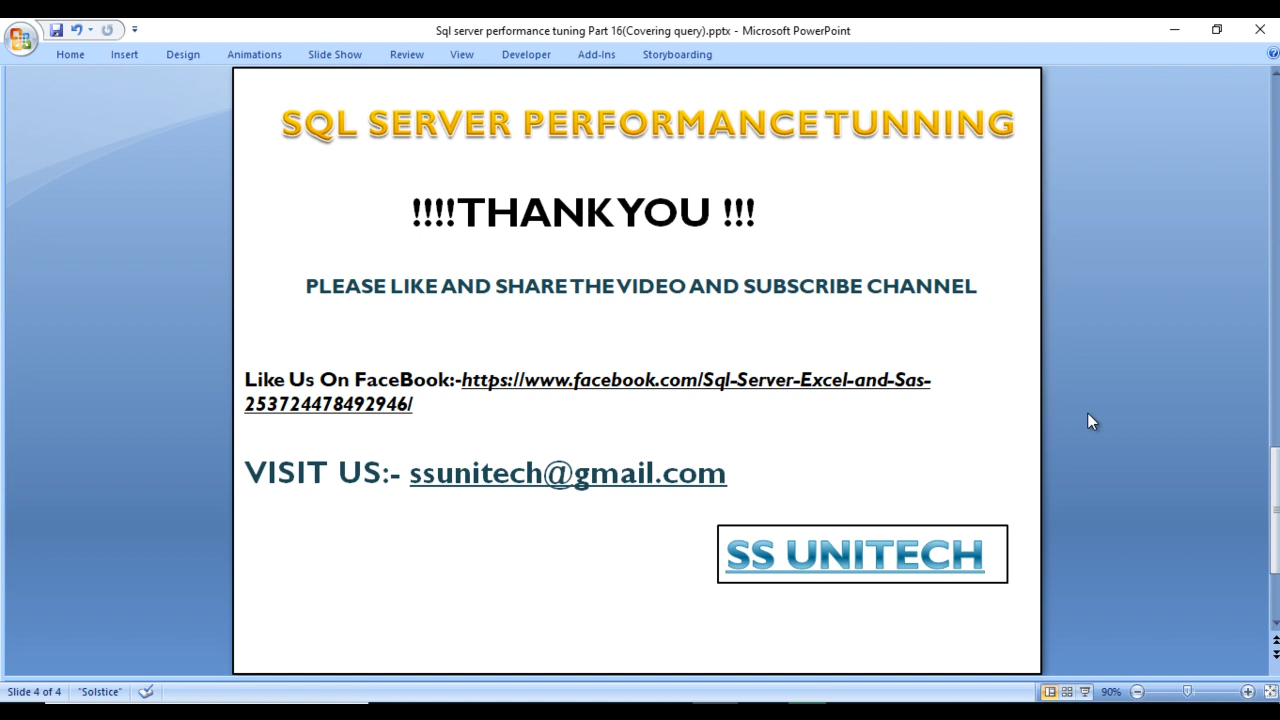 Sql server performance tuning Part 16(Covering query).pptx - Microsoft PowerPoint
Home Insert Design Animations Slide Show Review View Developer Add-Ins Storyboarding
SQL SERVER PERFORMANCE TUNNING
!!!!THANK YOU !!!
PLEASE LIKE AND SHARE THE VIDEO AND SUBSCRIBE CHANNEL
Like Us On FaceBook:-https://www.facebook.com/Sql-Server-Excel-and-Sas-
253724478492946/
VISIT US:- ssunitech@gmail.com
SS UNITECH
Slide 4 of 4 "Solstice" 90%